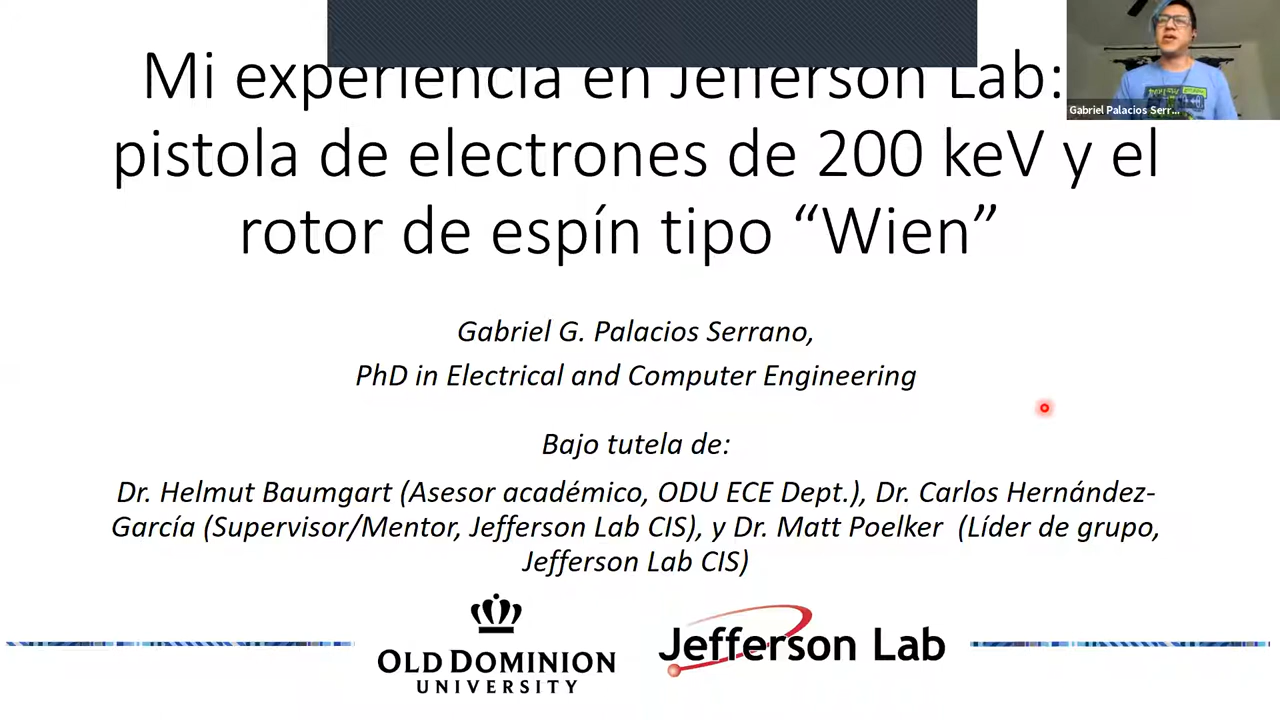 Mi experiencia en Jefferson Lab:
pistola de electrones de 200 keV y el
rotor de espín tipo “Wien”
Gabriel Palacios Serr...
Gabriel G. Palacios Serrano,
PhD in Electrical and Computer Engineering
Bajo tutela de:
Dr. Helmut Baumgart (Asesor académico, ODU ECE Dept.), Dr. Carlos Hernández-
García (Supervisor/Mentor, Jefferson Lab CIS), y Dr. Matt Poelker (Líder de grupo,
Jefferson Lab CIS)
OLD DOMINION
UNIVERSITY
Jefferson Lab